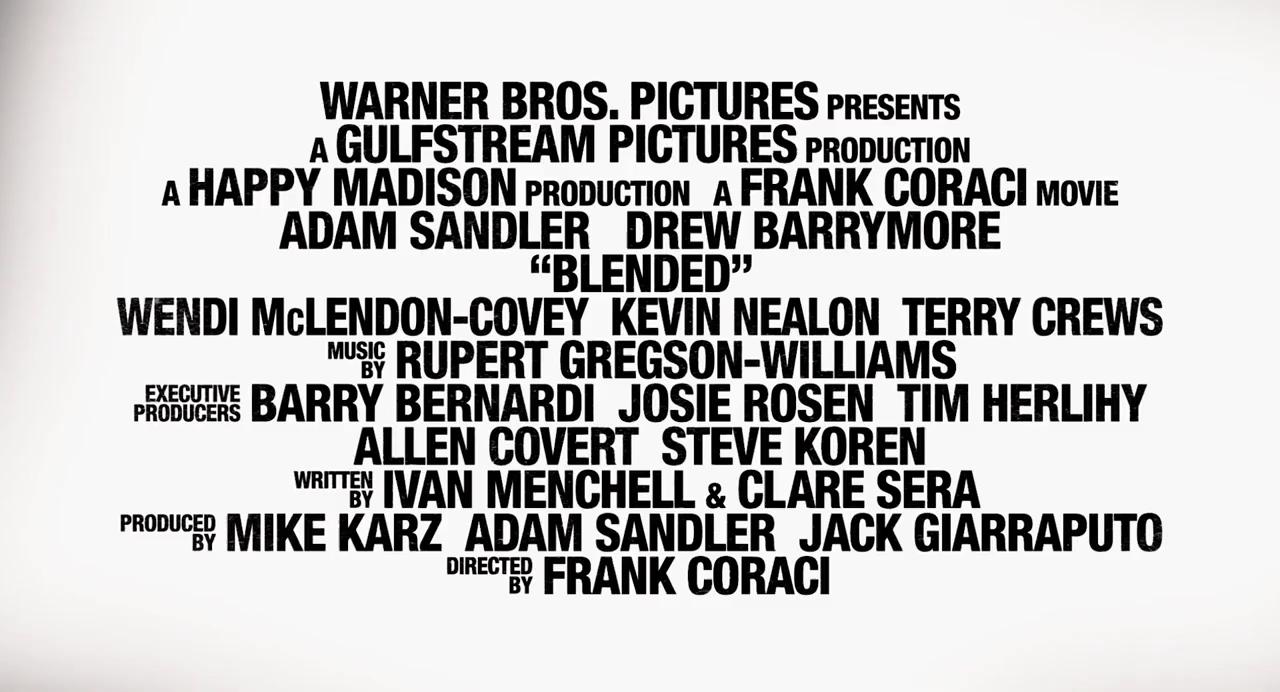 WARNER BROS. PICTURES PRESENTS
A GULFSTREAM PICTURES PRODUCTION
A HAPPY MADISON PRODUCTION A FRANK CORACI MOVIE
ADAM SANDLER DREW BARRYMORE
“BLENDED”
WENDI McLENDON-COVEY KEVIN NEALON TERRY CREWS
MUSIC BY RUPERT GREGSON-WILLIAMS
EXECUTIVE PRODUCERS BARRY BERNARDI JOSIE ROSEN TIM HERLIHY
ALLEN COVERT STEVE KOREN
WRITTEN BY IVAN MENCHELL & CLARE SERA
PRODUCED BY MIKE KARZ ADAM SANDLER JACK GIARRAPUTO
DIRECTED BY FRANK CORACI